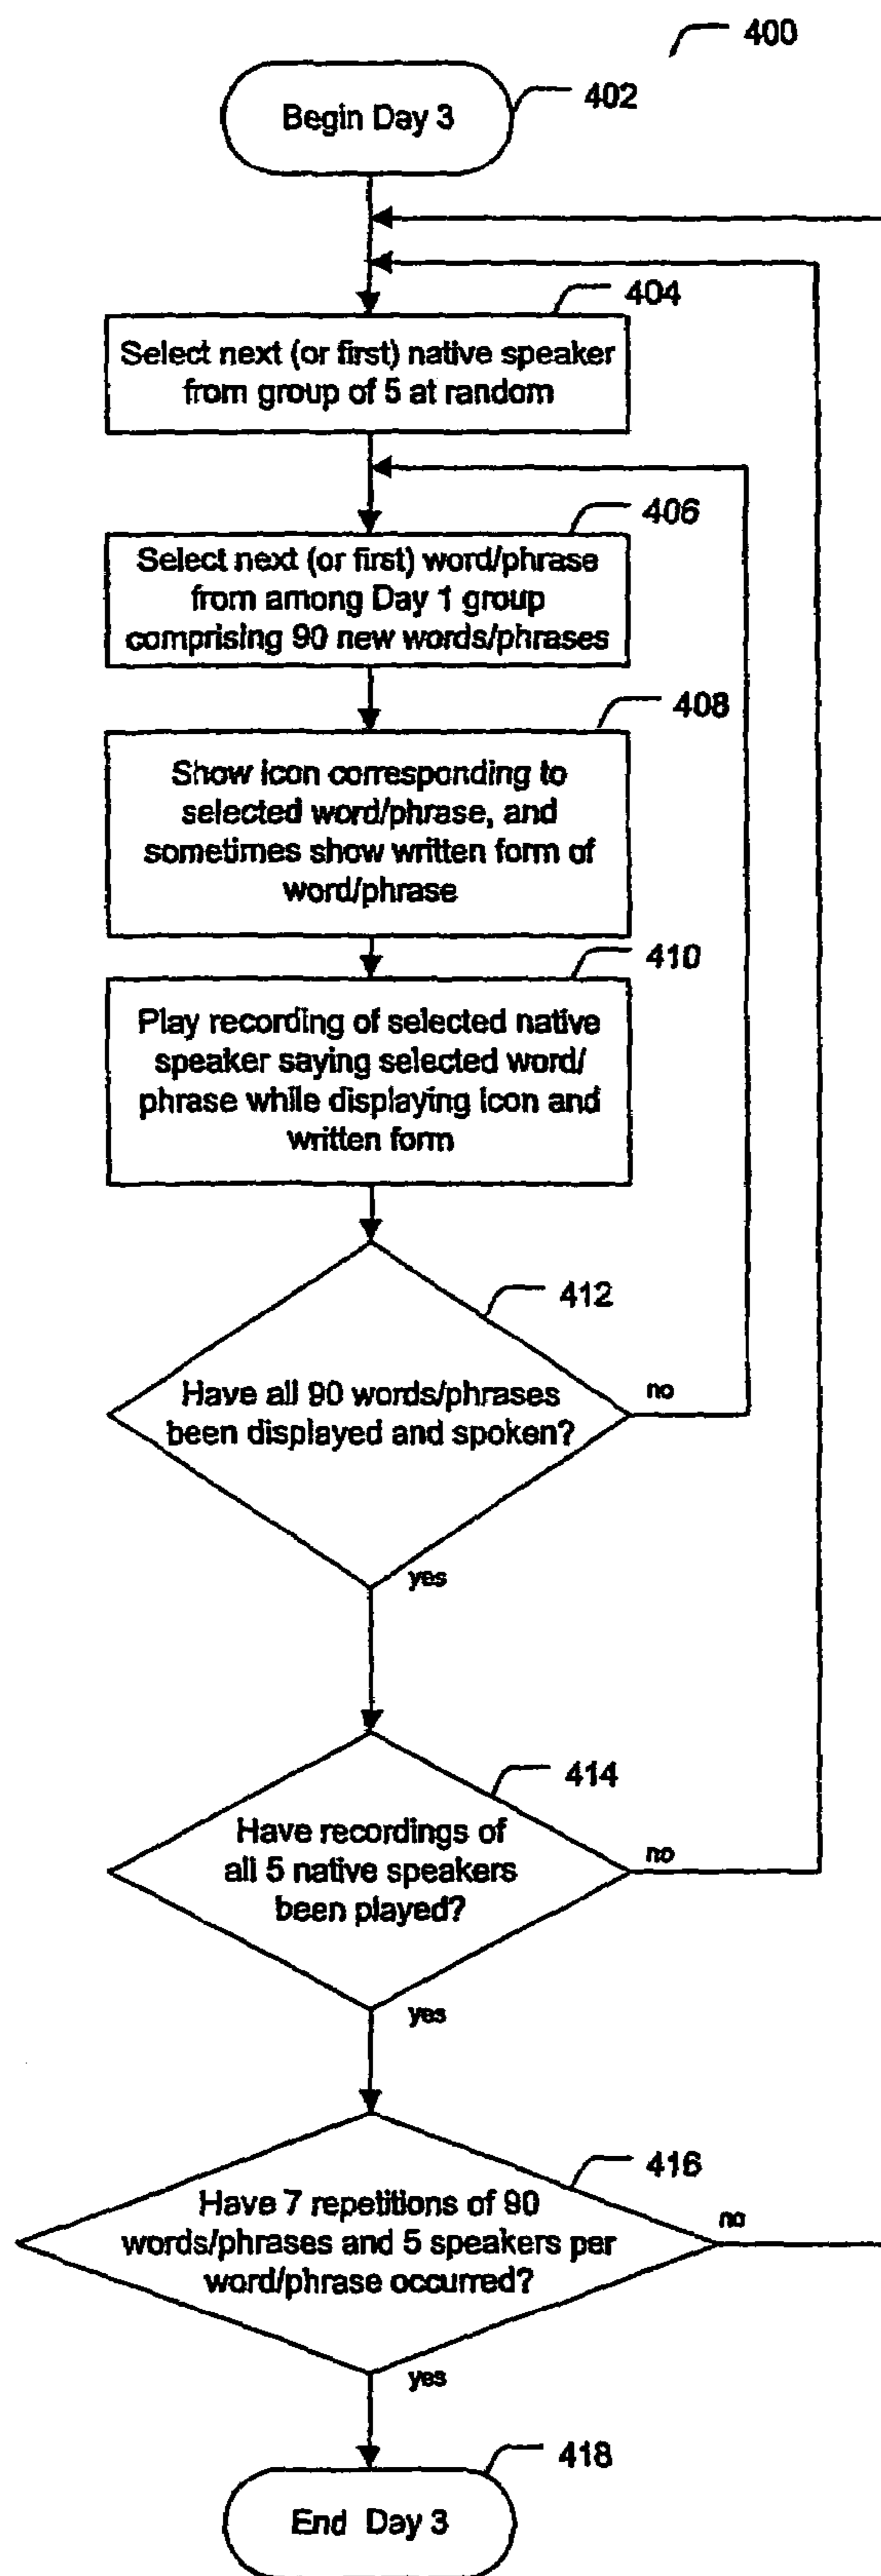 400
Begin Day 3
402
404
Select next (or first) native speaker
from group of 5 at random
406
Select next (or first) word/phrase
from among Day 1 group
comprising 90 new words/phrases
408
Show icon corresponding to
selected word/phrase, and
sometimes show written form of
word/phrase
410
Play recording of selected native
speaker saying selected word/
phrase while displaying icon and
written form
412
Have all 90 words/phrases
been displayed and spoken?
no
yes
414
Have recordings of
all 5 native speakers
been played?
no
yes
416
Have 7 repetitions of 90
words/phrases and 5 speakers per
word/phrase occurred?
no
yes
418
End Day 3